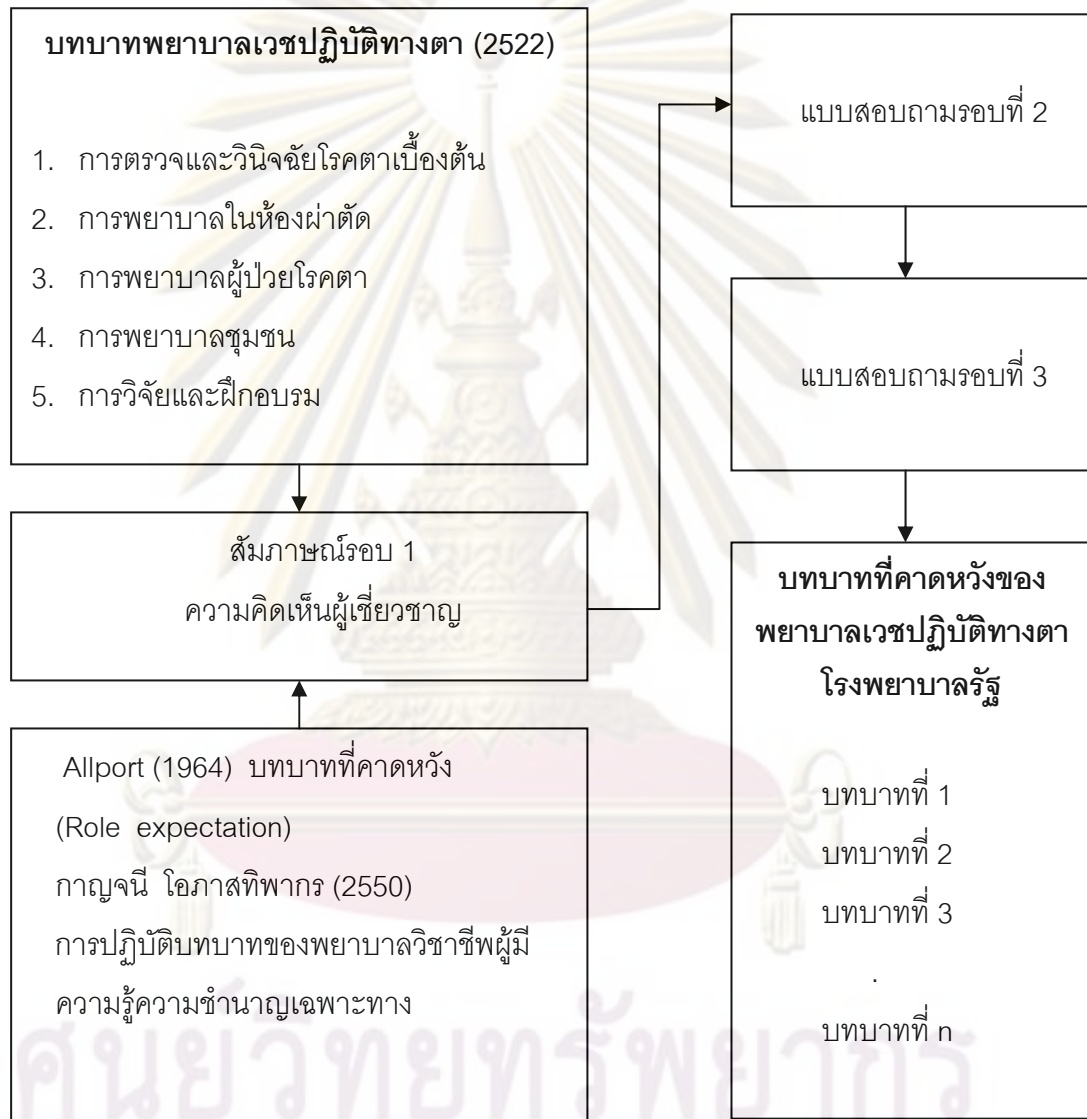 บทบาทพยาบาลเวชปฏิบัติทางตา (2522)
1. การตรวจและวินิจฉัยโรคตาเบื้องต้น
2. การพยาบาลในห้องผ่าตัด
3. การพยาบาลผู้ป่วยโรคตา
4. การพยาบาลชุมชน
5. การวิจัยและฝึกอบรม
สัมภาษณ์รอบ 1
ความคิดเห็นผู้เชี่ยวชาญ
Allport (1964) บทบาทที่คาดหวัง
(Role expectation)
กาญจนี โอภาสทิพากร (2550)
การปฏิบัติบทบาทของพยาบาลวิชาชีพผู้มี
ความรู้ความชำนาญเฉพาะทาง
แบบสอบถามรอบที่ 2
แบบสอบถามรอบที่ 3
บทบาทที่คาดหวังของ
พยาบาลเวชปฏิบัติทางตา
โรงพยาบาลรัฐ
บทบาทที่ 1
บทบาทที่ 2
บทบาทที่ 3
.
บทบาทที่ n
ศูนย์วิทยทรัพยากร